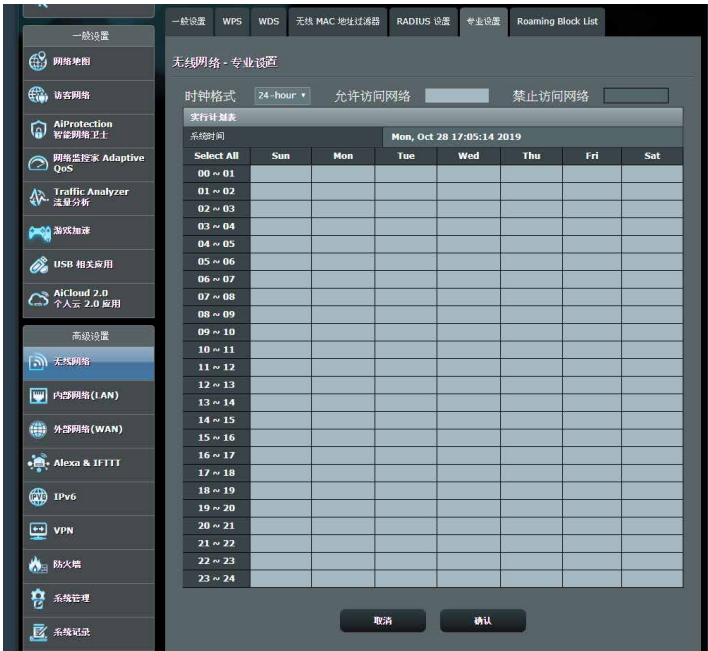 一般设置
网络地图
访客网络
AiProtection
智能网络卫士
网络监控家 Adaptive
QoS
Traffic Analyzer
流量分析
游戏加速
USB 相关应用
AiCloud 2.0
个人云 2.0 应用
高级设置
无线网络
内部网络(LAN)
外部网络(WAN)
Alexa & IFTTT
IPv6
VPN
防火墙
系统管理
系统记录
一般设置 WPS WDS 无线 MAC 地址过滤器 RADIUS 设置 专业设置 Roaming Block List
无线网络 - 专业设置
时钟格式 24-hour 允许访问网络 禁止访问网络
实行计划表
系统时间 Mon, Oct 28 17:05:14 2019
Select All Sun Mon Tue Wed Thu Fri Sat
00 ~ 01
01 ~ 02
02 ~ 03
03 ~ 04
04 ~ 05
05 ~ 06
06 ~ 07
07 ~ 08
08 ~ 09
09 ~ 10
10 ~ 11
11 ~ 12
12 ~ 13
13 ~ 14
14 ~ 15
15 ~ 16
16 ~ 17
17 ~ 18
18 ~ 19
19 ~ 20
20 ~ 21
21 ~ 22
22 ~ 23
23 ~ 24
取消 确认